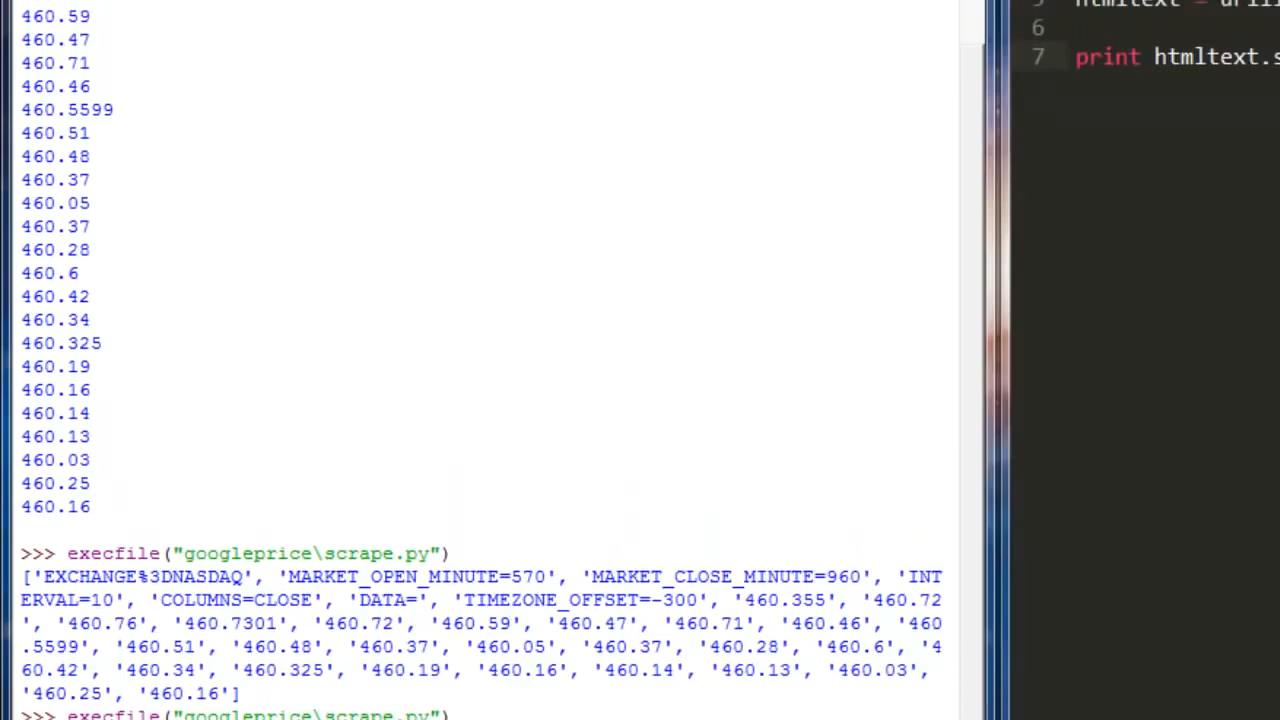 460.59
460.47
460.71
460.46
460.5599
460.51
460.48
460.37
460.05
460.37
460.28
460.6
460.42
460.34
460.325
460.19
460.16
460.14
460.13
460.03
460.25
460.16
>>> execfile("googleprice\scrape.py")
['EXCHANGE%3DNASDAQ', 'MARKET_OPEN_MINUTE=570', 'MARKET_CLOSE_MINUTE=960', 'INT
ERVAL=10', 'COLUMNS=CLOSE', 'DATA=', 'TIMEZONE_OFFSET=-300', '460.355', '460.72
', '460.76', '460.7301', '460.72', '460.59', '460.47', '460.71', '460.46', '460
.5599', '460.51', '460.48', '460.37', '460.05', '460.37', '460.28', '460.6', '4
60.42', '460.34', '460.325', '460.19', '460.16', '460.14', '460.13', '460.03',
'460.25', '460.16']
>>> execfile("googleprice\scrape.py")
5 htmltext =
6
7 print htmltext.s